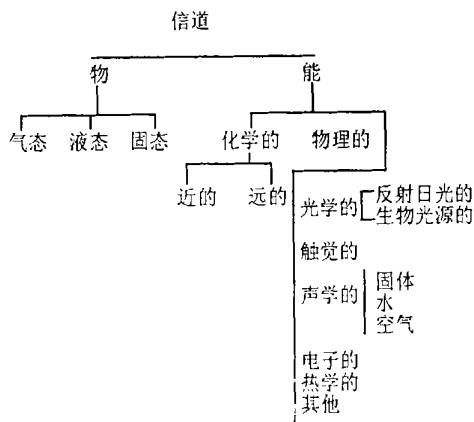 信道
物 能
气态 液态 固态 化学的 物理的
近的 远的
光学的 反射日光的
生物光源的
触觉的
声学的 固体
水
空气
电子的
热学的
其他